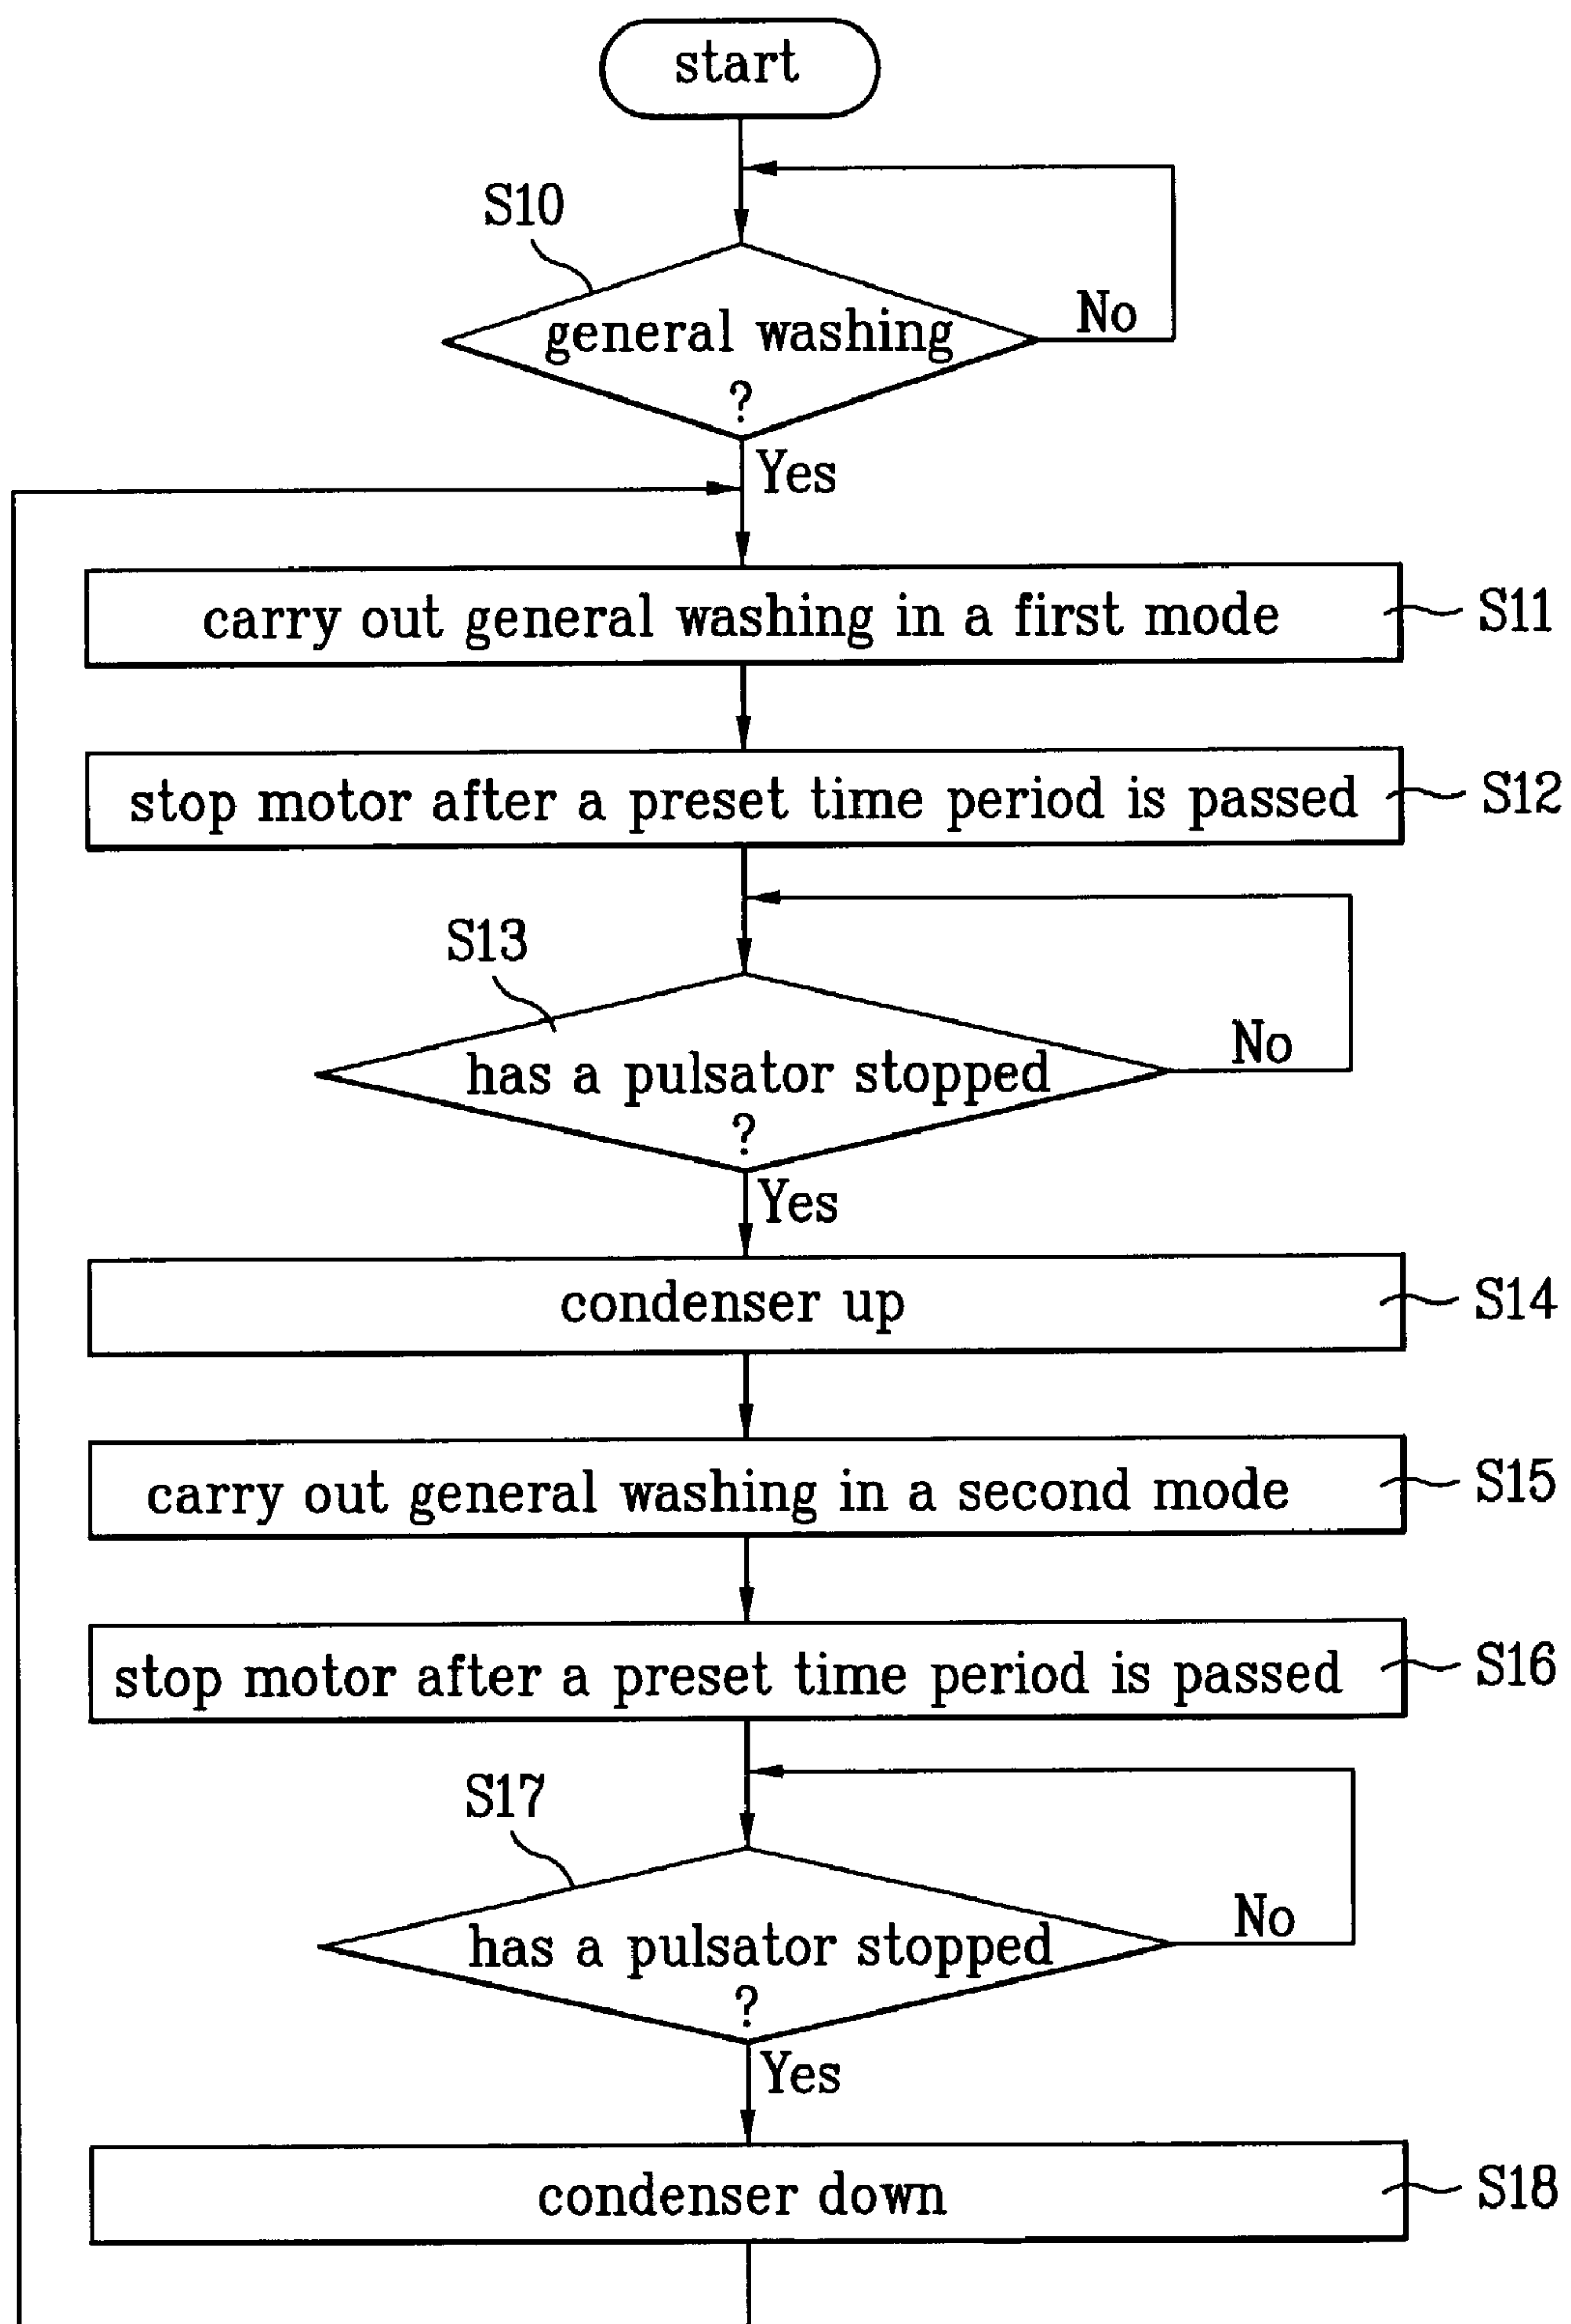 start
S10
No
general washing
?
Yes
carry out general washing in a first mode
S11
stop motor after a preset time period is passed
S12
S13
No
has a pulsator stopped
?
Yes
condenser up
S14
carry out general washing in a second mode
S15
stop motor after a preset time period is passed
S16
S17
No
has a pulsator stopped
?
Yes
condenser down
S18